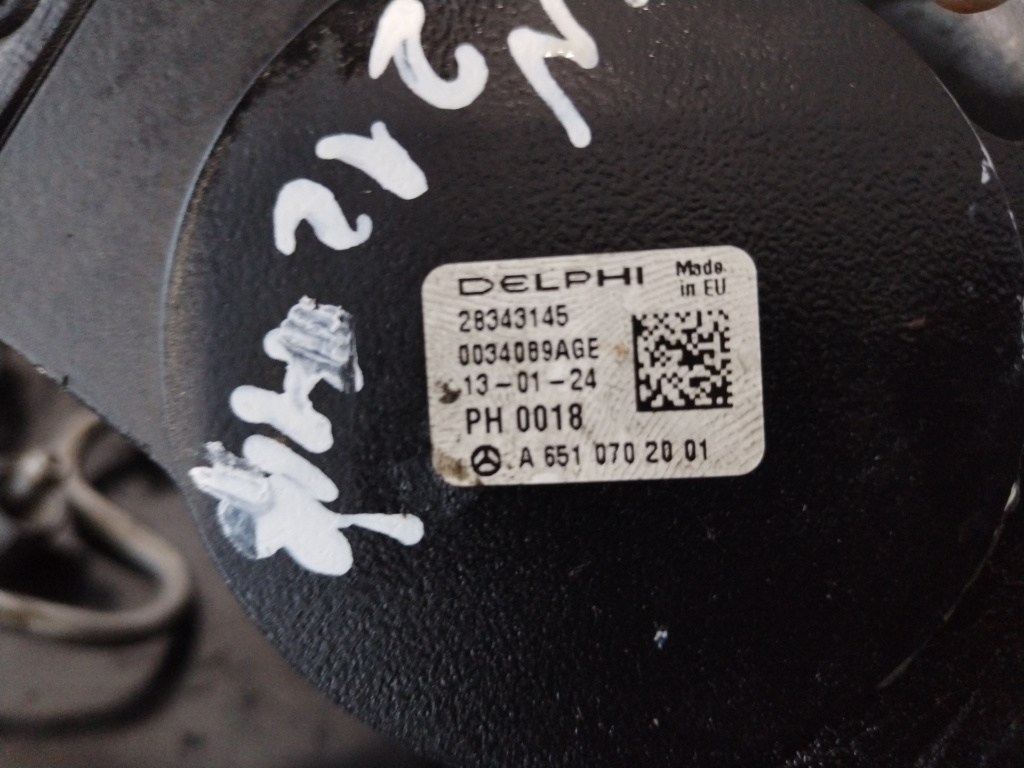 DELPHI
Made
in EU
28343145
0034089AGE
13-01-24
PH 0018
A 651 070 20 01